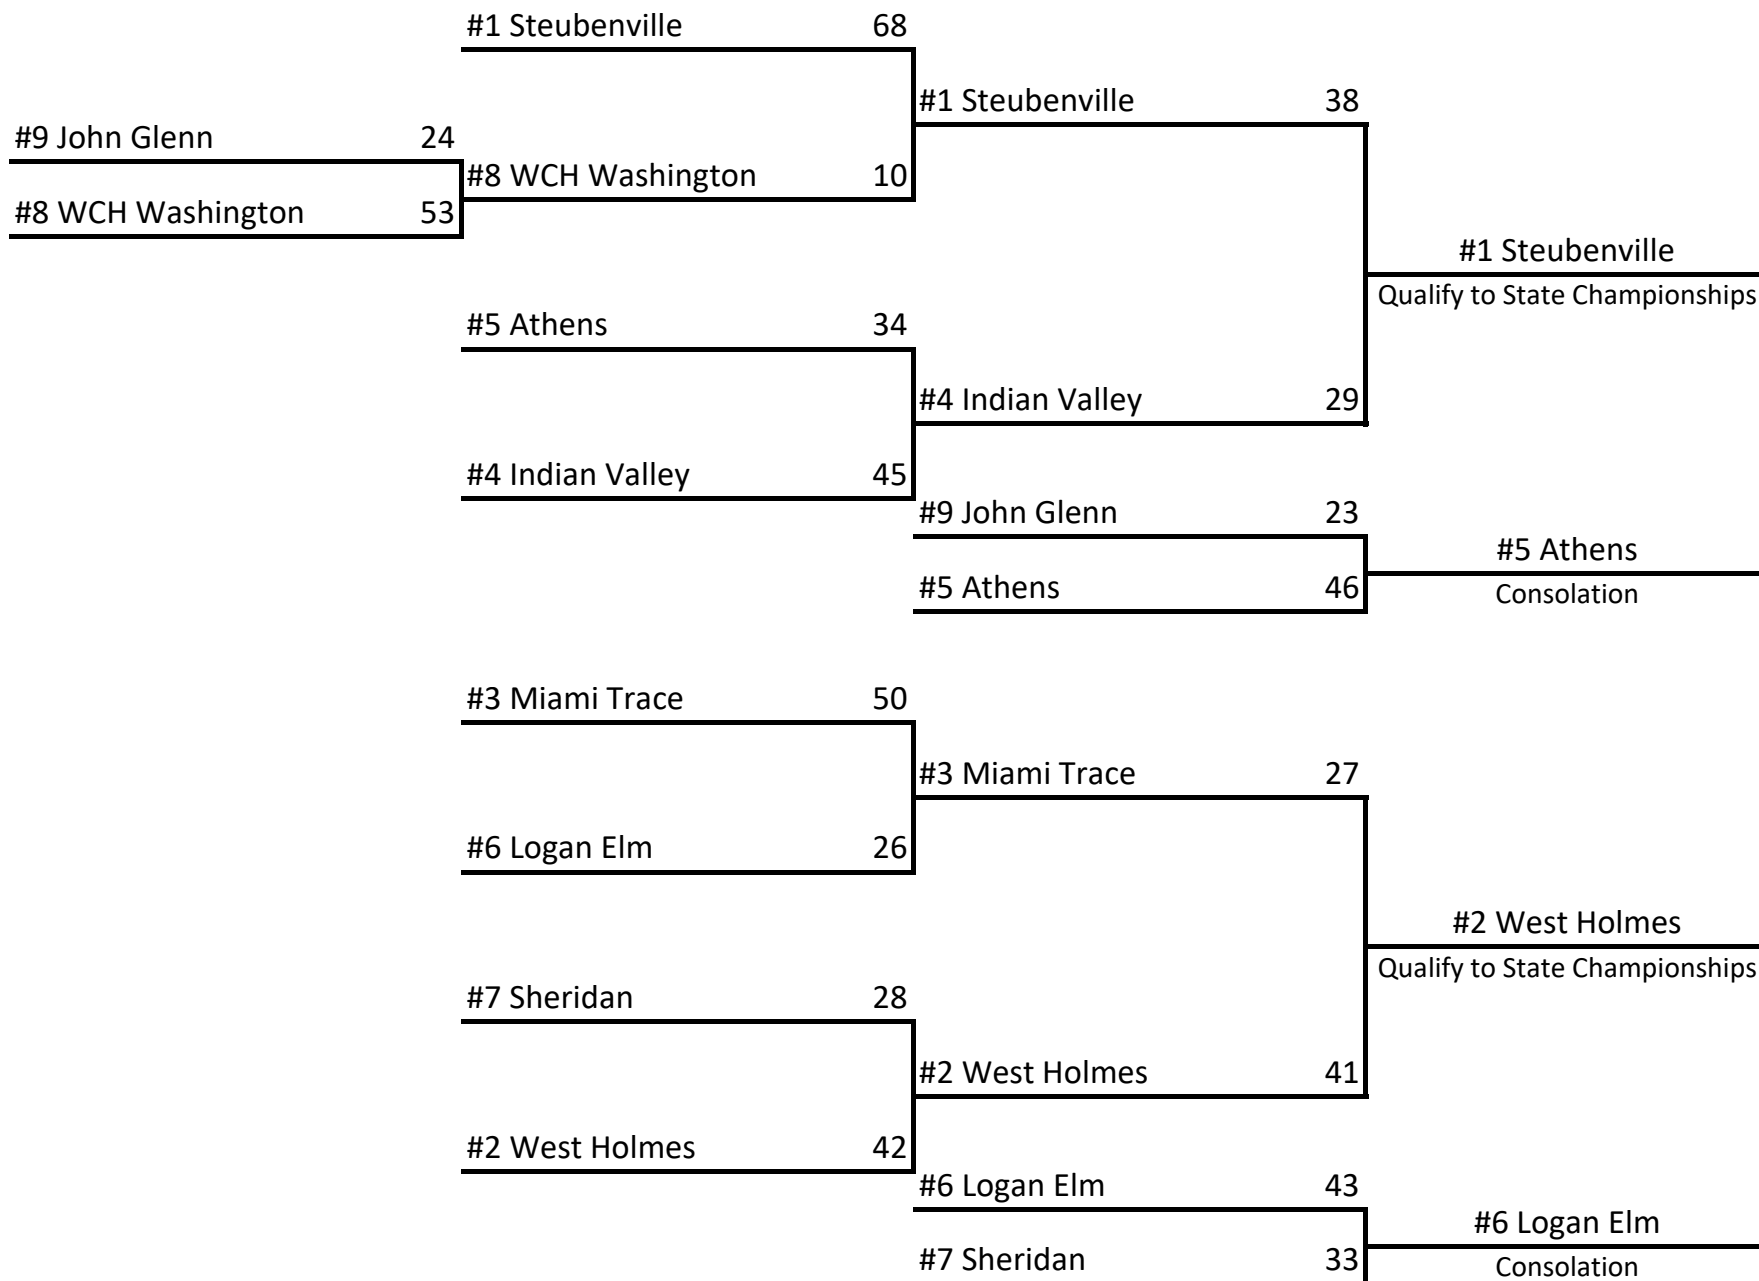 #1 Steubenville 68
#1 Steubenville 38
#9 John Glenn 24
#8 WCH Washington 10
#8 WCH Washington 53
#1 Steubenville
Qualify to State Championships
#5 Athens 34
#4 Indian Valley 29
#4 Indian Valley 45
#9 John Glenn 23
#5 Athens
#5 Athens 46
Consolation
#3 Miami Trace 50
#3 Miami Trace 27
#6 Logan Elm 26
#2 West Holmes
Qualify to State Championships
#7 Sheridan 28
#2 West Holmes 41
#2 West Holmes 42
#6 Logan Elm 43
#6 Logan Elm
#7 Sheridan 33
Consolation